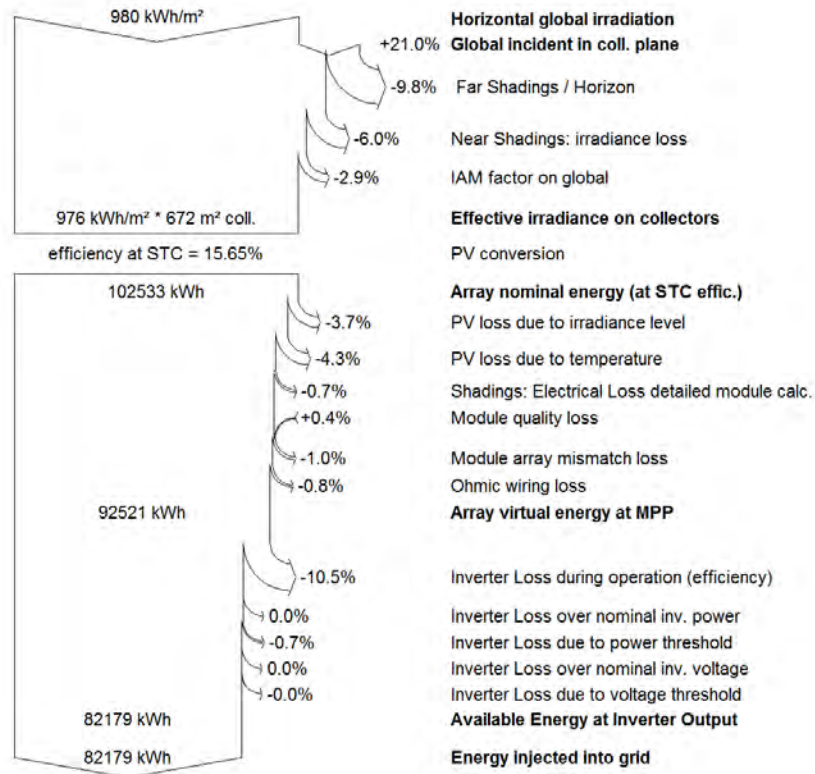 980 kWh/m² Horizontal global irradiation
+21.0% Global incident in coll. plane
-9.8% Far Shadings / Horizon
-6.0% Near Shadings: irradiance loss
-2.9% IAM factor on global
976 kWh/m² * 672 m² coll. Effective irradiance on collectors
efficiency at STC = 15.65% PV conversion
102533 kWh Array nominal energy (at STC effic.)
-3.7% PV loss due to irradiance level
-4.3% PV loss due to temperature
-0.7% Shadings: Electrical Loss detailed module calc.
+0.4% Module quality loss
-1.0% Module array mismatch loss
-0.8% Ohmic wiring loss
92521 kWh Array virtual energy at MPP
-10.5% Inverter Loss during operation (efficiency)
0.0% Inverter Loss over nominal inv. power
-0.7% Inverter Loss due to power threshold
0.0% Inverter Loss over nominal inv. voltage
-0.0% Inverter Loss due to voltage threshold
82179 kWh Available Energy at Inverter Output
82179 kWh Energy injected into grid